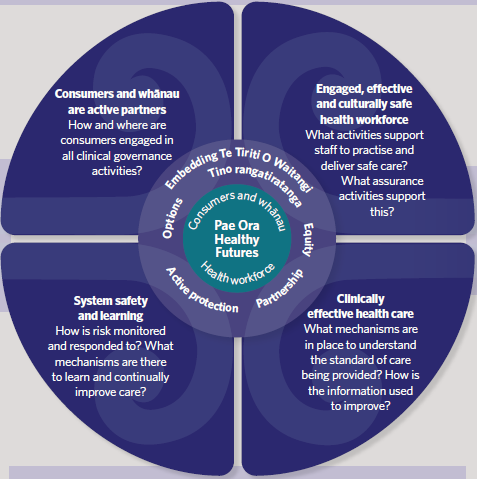 Consumers and whānau
are active partners
How and where are
consumers engaged in
all clinical governance
activities?
Engaged, effective
and culturally safe
health workforce
What activities support
staff to practise and
deliver safe care?
What assurance
activities support
this?
Embedding Te Tiriti O Waitangi
Tino rangatiratanga
Options
Equity
Active protection
Partnership
Consumers and whānau
Pae Ora
Healthy
Futures
Health workforce
System safety
and learning
How is risk monitored
and responded to? What
mechanisms are there
to learn and continually
improve care?
Clinically
effective health care
What mechanisms are
in place to understand
the standard of care
being provided? How is
the information used
to improve?